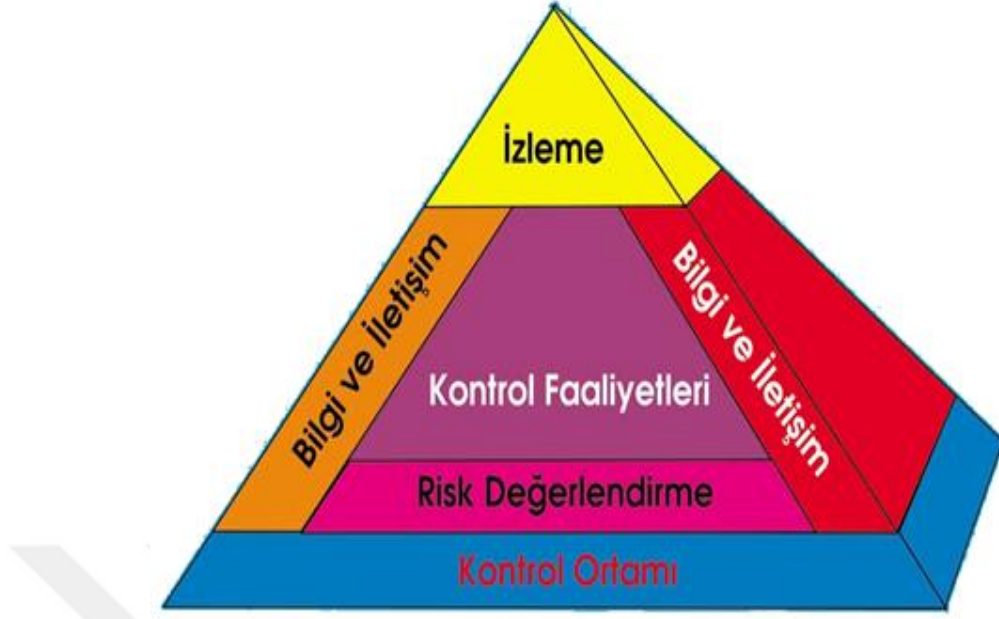 İzleme
Bilgi ve İletişim
Bilgi ve İletişim
Kontrol Faaliyetleri
Risk Değerlendirme
Kontrol Ortamı